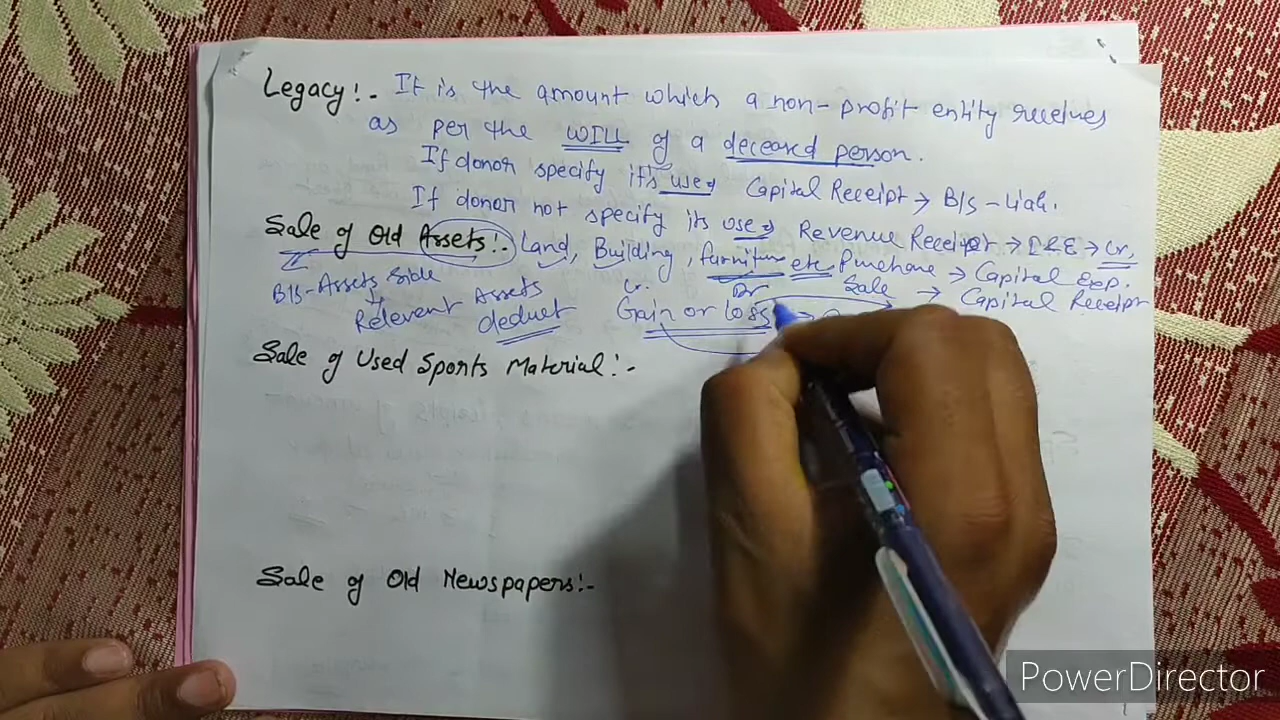 Legacy:- It is the amount which a non-profit entity receives
as per the WILL of a deceased person.
If donor specify it's use, Capital Receipt → B/S - Liab.
If donor not specify its use, Revenue Receipt → I&E → Cr.
Sale of Old Assets:- Land, Building, furniture etc. Purchase → Capital Exp.
B/S - Assets side
Cr. Dr Sale → Capital Receipt
Relevent Assets deduct
Gain or loss →
Sale of Used Sports Material:-
Sale of Old Newspapers:-
PowerDirector